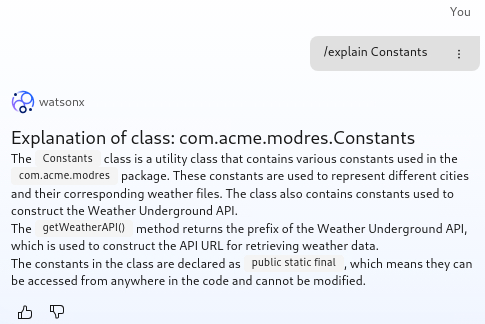 You
/explain Constants
watsonx
Explanation of class: com.acme.modres.Constants
The Constants class is a utility class that contains various constants used in the
com.acme.modres package. These constants are used to represent different cities
and their corresponding weather files. The class also contains constants used to
construct the Weather Underground API.
The getWeatherAPI() method returns the prefix of the Weather Underground API,
which is used to construct the API URL for retrieving weather data.
The constants in the class are declared as public static final , which means they can
be accessed from anywhere in the code and cannot be modified.